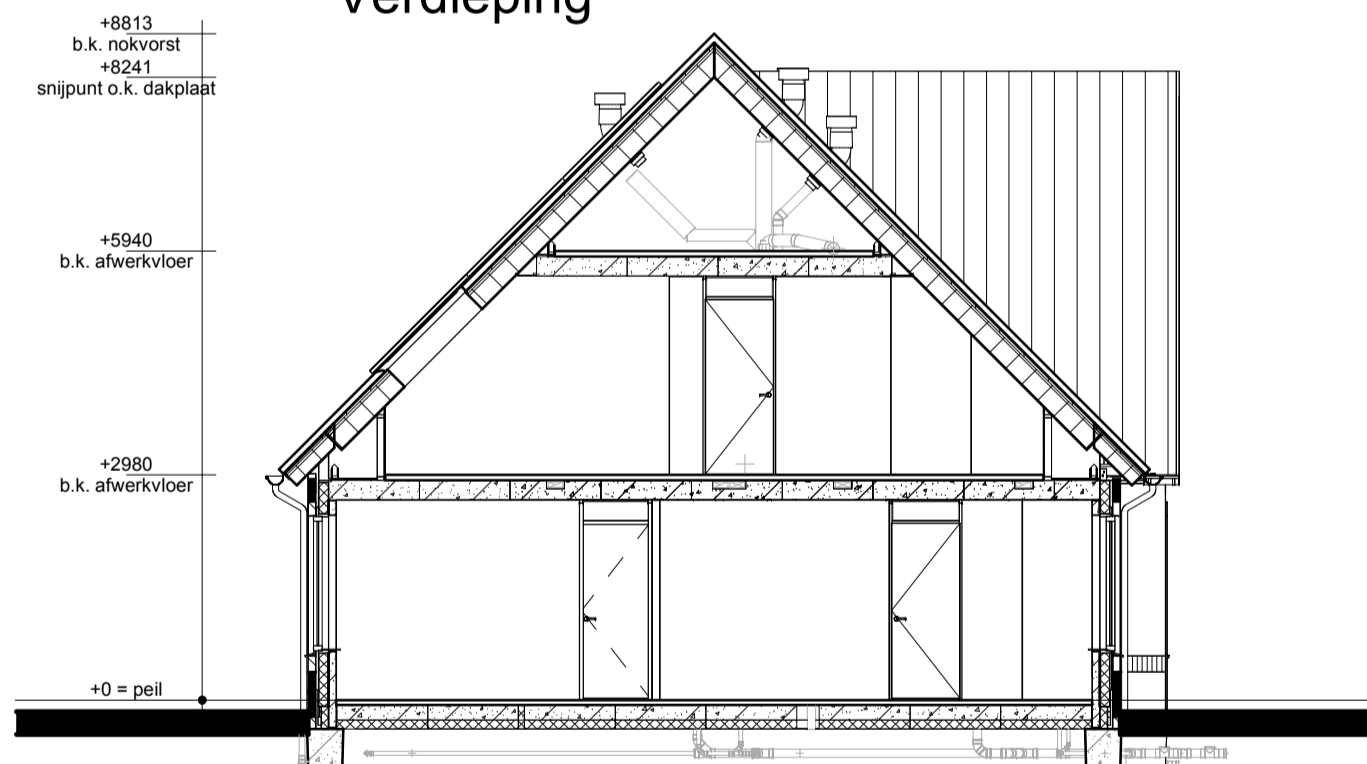 Verdieping
+8813
b.k. nokvorst
+8241
snijpunt o.k. dakplaat
+5940
b.k. afwerkvloer
+2980
b.k. afwerkvloer
+0 = peil